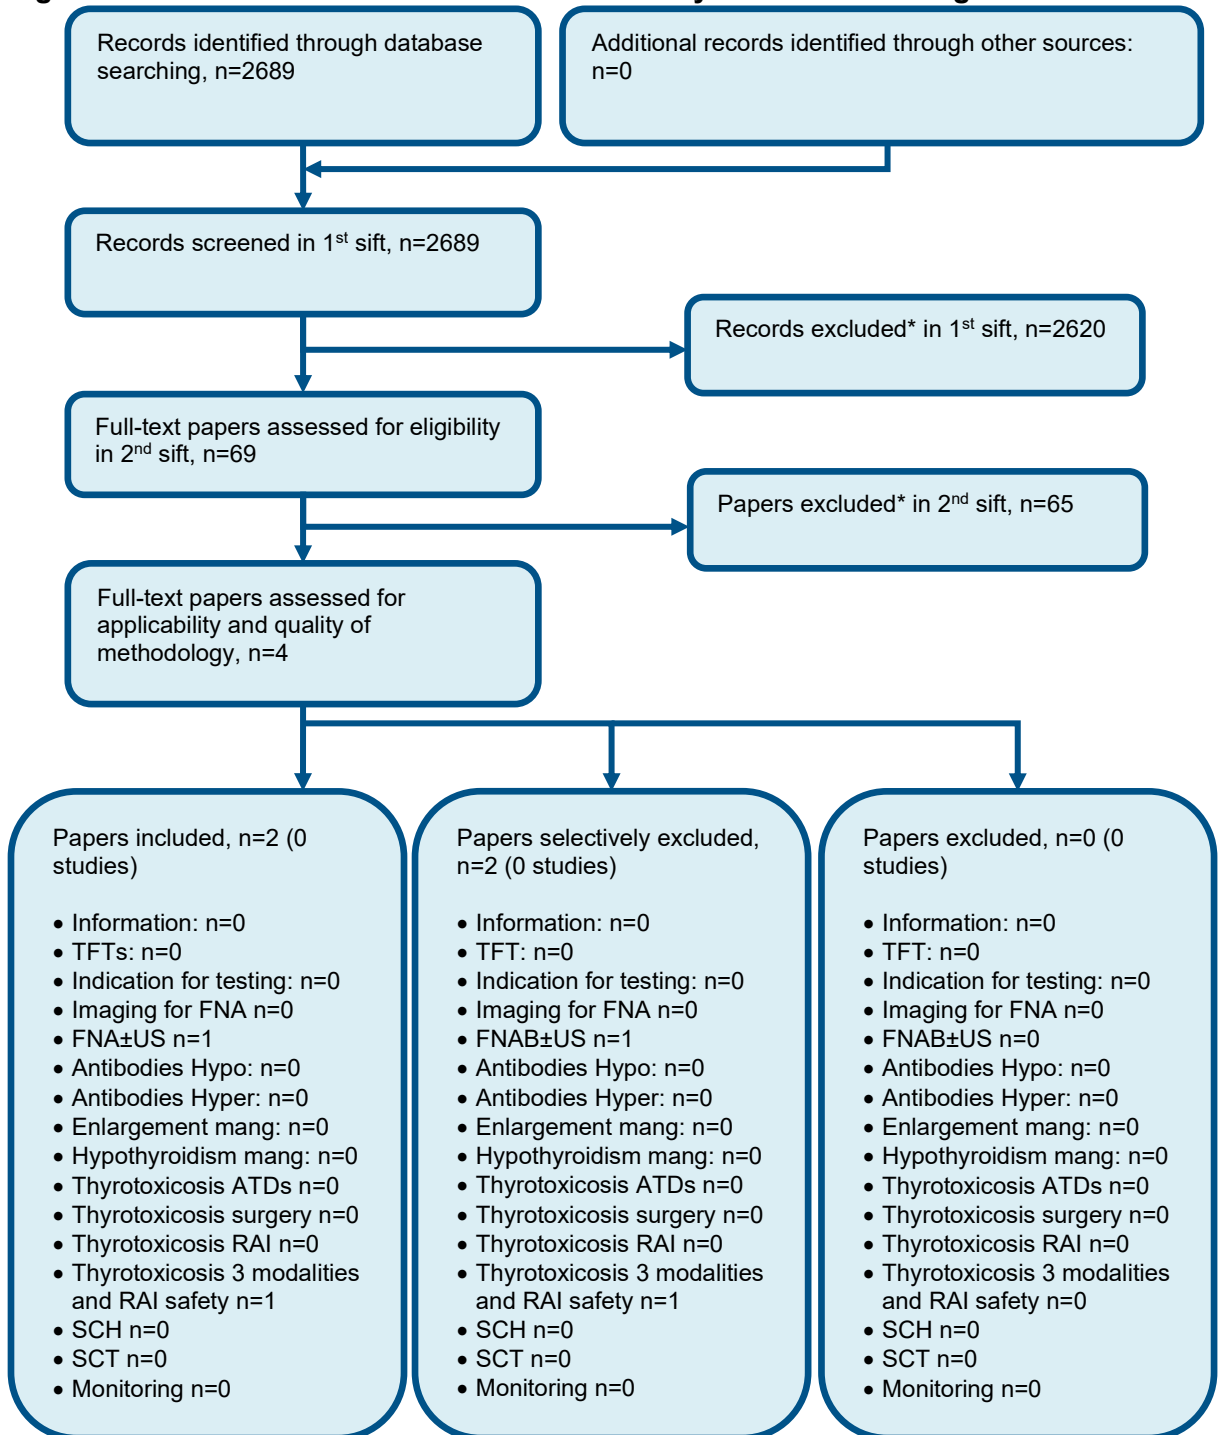 Records identified through database
searching, n=2689
Additional records identified through other sources:
n=0
Records screened in 1st sift, n=2689
Records excluded* in 1st sift, n=2620
Full-text papers assessed for eligibility
in 2nd sift, n=69
Papers excluded* in 2nd sift, n=65
Full-text papers assessed for
applicability and quality of
methodology, n=4
Papers included, n=2 (0
studies)
• Information: n=0
• TFTs: n=0
• Indication for testing: n=0
• Imaging for FNA n=0
• FNA±US n=1
• Antibodies Hypo: n=0
• Antibodies Hyper: n=0
• Enlargement mang: n=0
• Hypothyroidism mang: n=0
• Thyrotoxicosis ATDs n=0
• Thyrotoxicosis surgery n=0
• Thyrotoxicosis RAI n=0
• Thyrotoxicosis 3 modalities
and RAI safety n=1
• SCH n=0
• SCT n=0
• Monitoring n=0
Papers selectively excluded,
n=2 (0 studies)
• Information: n=0
• TFT: n=0
• Indication for testing: n=0
• Imaging for FNA n=0
• FNAB±US n=1
• Antibodies Hypo: n=0
• Antibodies Hyper: n=0
• Enlargement mang: n=0
• Hypothyroidism mang: n=0
• Thyrotoxicosis ATDs n=0
• Thyrotoxicosis surgery n=0
• Thyrotoxicosis RAI n=0
• Thyrotoxicosis 3 modalities
and RAI safety n=1
• SCH n=0
• SCT n=0
• Monitoring n=0
Papers excluded, n=0 (0
studies)
• Information: n=0
• TFT: n=0
• Indication for testing: n=0
• Imaging for FNA n=0
• FNAB±US n=0
• Antibodies Hypo: n=0
• Antibodies Hyper: n=0
• Enlargement mang: n=0
• Hypothyroidism mang: n=0
• Thyrotoxicosis ATDs n=0
• Thyrotoxicosis surgery n=0
• Thyrotoxicosis RAI n=0
• Thyrotoxicosis 3 modalities
and RAI safety n=0
• SCH n=0
• SCT n=0
• Monitoring n=0